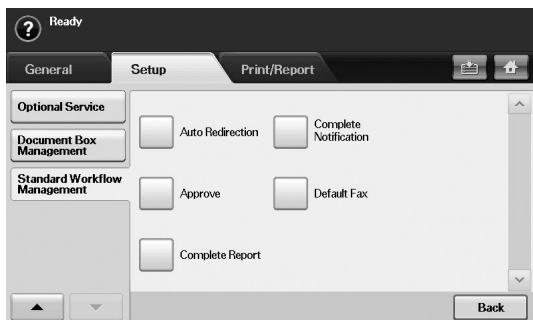 ? Ready
General Setup Print/Report
Optional Service
Document Box
Management
Standard Workflow
Management
Auto Redirection
Complete
Notification
Approve
Default Fax
Complete Report
Back